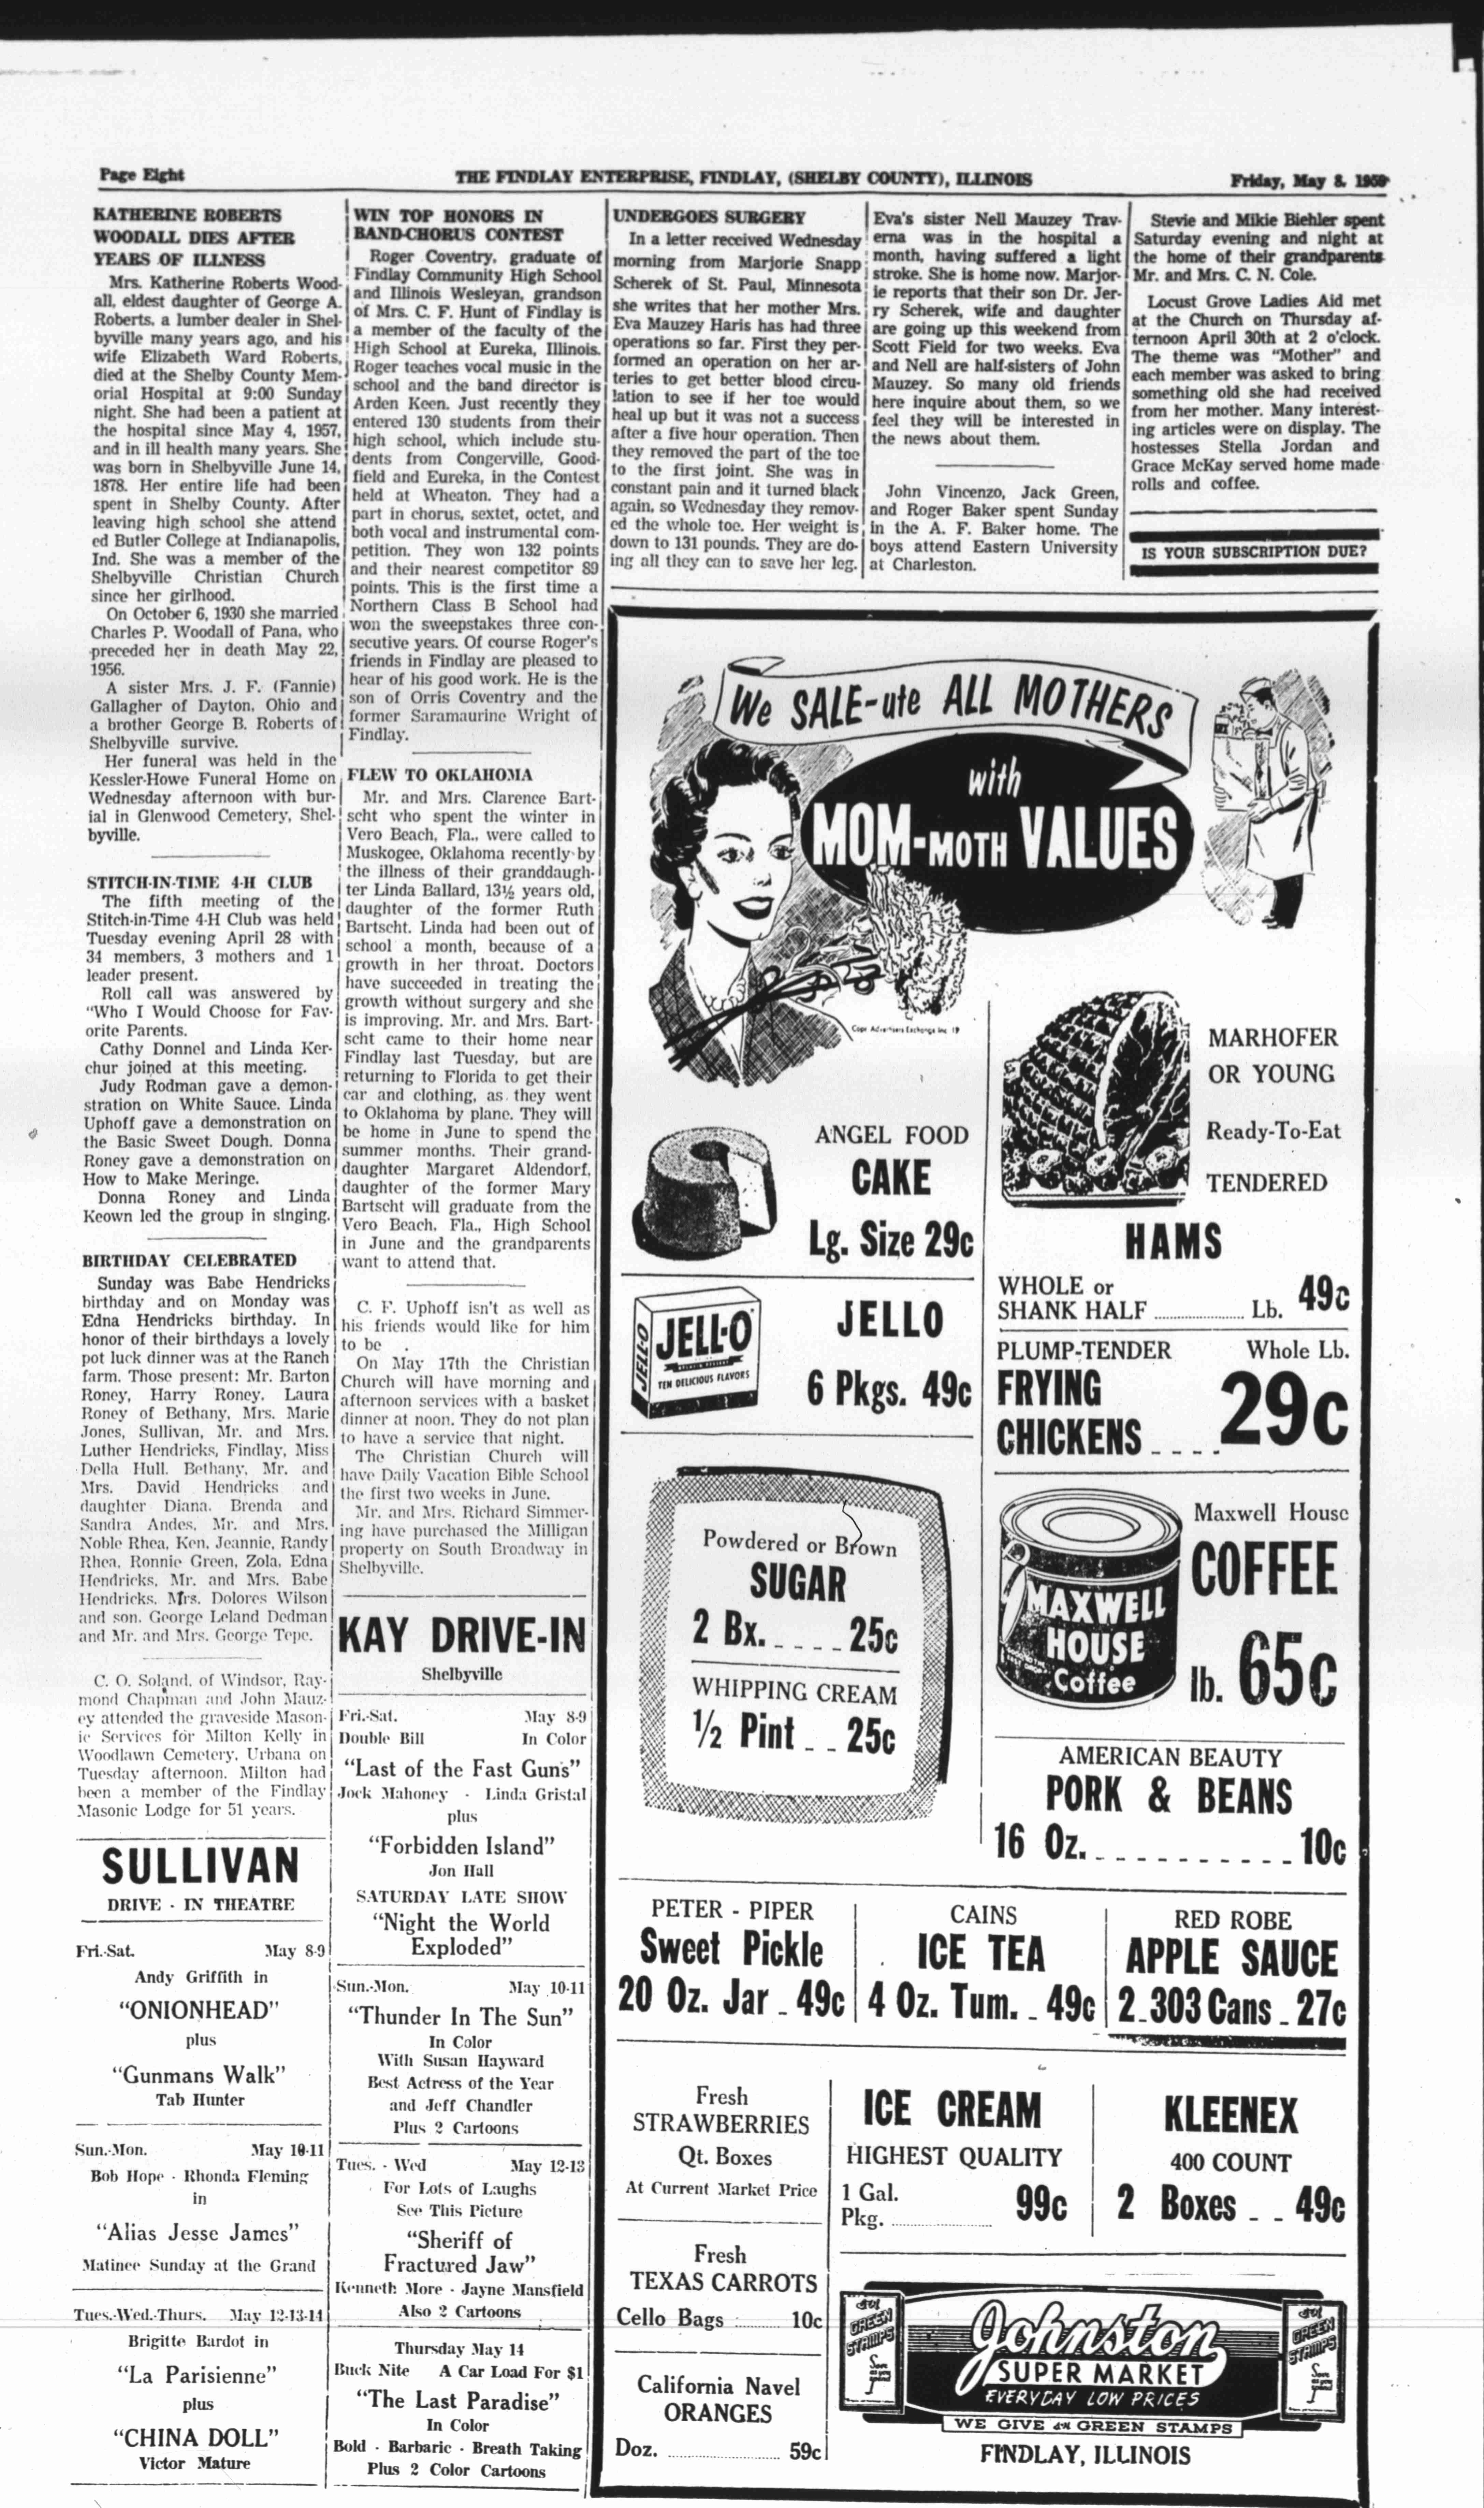 Page Eight
THE FINDLAY ENTERPRISE, FINDLAY, (SHELBY COUNTY), ILLINOIS
Friday, May 8, 1959
KATHERINE ROBERTS
WOODALL DIES AFTER
YEARS OF ILLNESS
Mrs. Katherine Roberts Wood-
all, eldest daughter of George A.
Roberts, a lumber dealer in Shel-
byville many years ago, and his
wife Elizabeth Ward Roberts,
died at the Shelby County Mem-
orial Hospital at 9:00 Sunday
night. She had been a patient at
the hospital since May 4, 1957,
and in ill health many years. She
was born in Shelbyville June 14,
1878. Her entire life had been
spent in Shelby County. After
leaving high school she attend
ed Butler College at Indianapolis,
Ind. She was a member of the
Shelbyville Christian Church
since her girlhood.
On October 6, 1930 she married
Charles P. Woodall of Pana, who
preceded her in death May 22,
1956.
A sister Mrs. J. F. (Fannie)
Gallagher of Dayton, Ohio and
a brother George B. Roberts of
Shelbyville survive.
Her funeral was held in the
Kessler-Howe Funeral Home on
Wednesday afternoon with bur-
ial in Glenwood Cemetery, Shel-
byville.
STITCH-IN-TIME 4-H CLUB
The fifth meeting of the
Stitch-in-Time 4-H Club was held
Tuesday evening April 28 with
34 members, 3 mothers and 1
leader present.
Roll call was answered by
"Who I Would Choose for Fav-
orite Parents.
Cathy Donnel and Linda Ker-
chur joined at this meeting.
Judy Rodman gave a demon-
stration on White Sauce. Linda
Uphoff gave a demonstration on
the Basic Sweet Dough. Donna
Roney gave a demonstration on
How to Make Meringe.
Donna Roney and Linda
Keown led the group in singing.
BIRTHDAY CELEBRATED
Sunday was Babe Hendricks
birthday and on Monday was
Edna Hendricks birthday. In
honor of their birthdays a lovely
pot luck dinner was at the Ranch
farm. Those present: Mr. Barton
Roney, Harry Roney, Laura
Roney of Bethany, Mrs. Marie
Jones, Sullivan, Mr. and Mrs.
Luther Hendricks, Findlay, Miss
Della Hull, Bethany, Mr. and
Mrs. David Hendricks and
daughter Diana, Brenda and
Sandra Andes, Mr. and Mrs.
Noble Rhea, Ken, Jeannie, Randy
Rhea, Ronnie Green, Zola, Edna
Hendricks, Mr. and Mrs. Babe
Hendricks, Mrs. Dolores Wilson
and son, George Leland Dedman
and Mr. and Mrs. George Tepe.
C. O. Soland, of Windsor, Ray-
mond Chapman and John Mauz-
ey attended the graveside Mason-
ic Services for Milton Kelly in
Woodlawn Cemetery, Urbana on
Tuesday afternoon. Milton had
been a member of the Findlay
Masonic Lodge for 51 years.
SULLIVAN
DRIVE - IN THEATRE
Fri.-Sat. May 8-9
Andy Griffith in
"ONIONHEAD"
plus
"Gunmans Walk"
Tab Hunter
Sun.-Mon. May 10-11
Bob Hope - Rhonda Fleming
in
"Alias Jesse James"
Matinee Sunday at the Grand
Tues.-Wed.-Thurs. May 12-13-14
Brigitte Bardot in
"La Parisienne"
plus
"CHINA DOLL"
Victor Mature
WIN TOP HONORS IN
BAND-CHORUS CONTEST
Roger Coventry, graduate of
Findlay Community High School
and Illinois Wesleyan, grandson
of Mrs. C. F. Hunt of Findlay is
a member of the faculty of the
High School at Eureka, Illinois.
Roger teaches vocal music in the
school and the band director is
Arden Keen. Just recently they
entered 130 students from their
high school, which include stu-
dents from Congerville, Good-
field and Eureka, in the Contest
held at Wheaton. They had a
part in chorus, sextet, octet, and
both vocal and instrumental com-
petition. They won 132 points
and their nearest competitor 89
points. This is the first time a
Northern Class B School had
won the sweepstakes three con-
secutive years. Of course Roger's
friends in Findlay are pleased to
hear of his good work. He is the
son of Orris Coventry and the
former Saramaurine Wright of
Findlay.
FLEW TO OKLAHOMA
Mr. and Mrs. Clarence Bart-
scht who spent the winter in
Vero Beach, Fla., were called to
Muskogee, Oklahoma recently by
the illness of their granddaugh-
ter Linda Ballard, 13½ years old,
daughter of the former Ruth
Bartscht. Linda had been out of
school a month, because of a
growth in her throat. Doctors
have succeeded in treating the
growth without surgery and she
is improving. Mr. and Mrs. Bart-
scht came to their home near
Findlay last Tuesday, but are
returning to Florida to get their
car and clothing, as they went
to Oklahoma by plane. They will
be home in June to spend the
summer months. Their grand-
daughter Margaret Aldendorf,
daughter of the former Mary
Bartscht will graduate from the
Vero Beach, Fla., High School
in June and the grandparents
want to attend that.
C. F. Uphoff isn't as well as
his friends would like for him
to be .
On May 17th the Christian
Church will have morning and
afternoon services with a basket
dinner at noon. They do not plan
to have a service that night.
The Christian Church will
have Daily Vacation Bible School
the first two weeks in June.
Mr. and Mrs. Richard Simmer-
ing have purchased the Milligan
property on South Broadway in
Shelbyville.
KAY DRIVE-IN
Shelbyville
Fri.-Sat. May 8-9
Double Bill In Color
"Last of the Fast Guns"
Jock Mahoney - Linda Gristal
plus
"Forbidden Island"
Jon Hall
SATURDAY LATE SHOW
"Night the World
Exploded"
Sun.-Mon. May 10-11
"Thunder In The Sun"
In Color
With Susan Hayward
Best Actress of the Year
and Jeff Chandler
Plus 2 Cartoons
Tues. - Wed May 12-13
For Lots of Laughs
See This Picture
"Sheriff of
Fractured Jaw"
Kenneth More - Jayne Mansfield
Also 2 Cartoons
Thursday May 14
Buck Nite A Car Load For $1
"The Last Paradise"
In Color
Bold - Barbaric - Breath Taking
Plus 2 Color Cartoons
UNDERGOES SURGERY
In a letter received Wednesday
morning from Marjorie Snapp
Scherek of St. Paul, Minnesota
she writes that her mother Mrs.
Eva Mauzey Haris has had three
operations so far. First they per-
formed an operation on her ar-
teries to get better blood circu-
lation to see if her toe would
heal up but it was not a success
after a five hour operation. Then
they removed the part of the toe
to the first joint. She was in
constant pain and it turned black
again, so Wednesday they remov-
ed the whole toe. Her weight is
down to 131 pounds. They are do-
ing all they can to save her leg.
Eva's sister Nell Mauzey Trav-
erna was in the hospital a
month, having suffered a light
stroke. She is home now. Marjor-
ie reports that their son Dr. Jer-
ry Scherek, wife and daughter
are going up this weekend from
Scott Field for two weeks. Eva
and Nell are half-sisters of John
Mauzey. So many old friends
here inquire about them, so we
feel they will be interested in
the news about them.
John Vincenzo, Jack Green,
and Roger Baker spent Sunday
in the A. F. Baker home. The
boys attend Eastern University
at Charleston.
Stevie and Mikie Biehler spent
Saturday evening and night at
the home of their grandparents
Mr. and Mrs. C. N. Cole.
Locust Grove Ladies Aid met
at the Church on Thursday af-
ternoon April 30th at 2 o'clock.
The theme was "Mother" and
each member was asked to bring
something old she had received
from her mother. Many interest-
ing articles were on display. The
hostesses Stella Jordan and
Grace McKay served home made
rolls and coffee.
IS YOUR SUBSCRIPTION DUE?
We SALE-ute ALL MOTHERS
with
MOM-MOTH VALUES
Copr. Advertisers Exchange Inc. 19
ANGEL FOOD
CAKE
Lg. Size 29c
JELL-O
JELL-O
TEN DELICIOUS FLAVORS
JELLO
6 Pkgs. 49c
Powdered or Brown
SUGAR
2 Bx. 25c
WHIPPING CREAM
½ Pint 25c
MARHOFER
OR YOUNG
Ready-To-Eat
TENDERED
HAMS
WHOLE or
SHANK HALF Lb. 49c
PLUMP-TENDER Whole Lb.
FRYING
CHICKENS 29c
MAXWELL
HOUSE
Coffee
Maxwell House
COFFEE
lb. 65c
AMERICAN BEAUTY
PORK & BEANS
16 Oz. 10c
PETER - PIPER
Sweet Pickle
20 Oz. Jar 49c
CAINS
ICE TEA
4 Oz. Tum. 49c
RED ROBE
APPLE SAUCE
2 303 Cans 27c
Fresh
STRAWBERRIES
Qt. Boxes
At Current Market Price
Fresh
TEXAS CARROTS
Cello Bags 10c
California Navel
ORANGES
Doz. 59c
ICE CREAM
HIGHEST QUALITY
1 Gal.
Pkg. 99c
KLEENEX
400 COUNT
2 Boxes 49c
GREEN
STAMPS
Johnston
SUPER MARKET
EVERYDAY LOW PRICES
WE GIVE S&H GREEN STAMPS
GREEN
STAMPS
FINDLAY, ILLINOIS